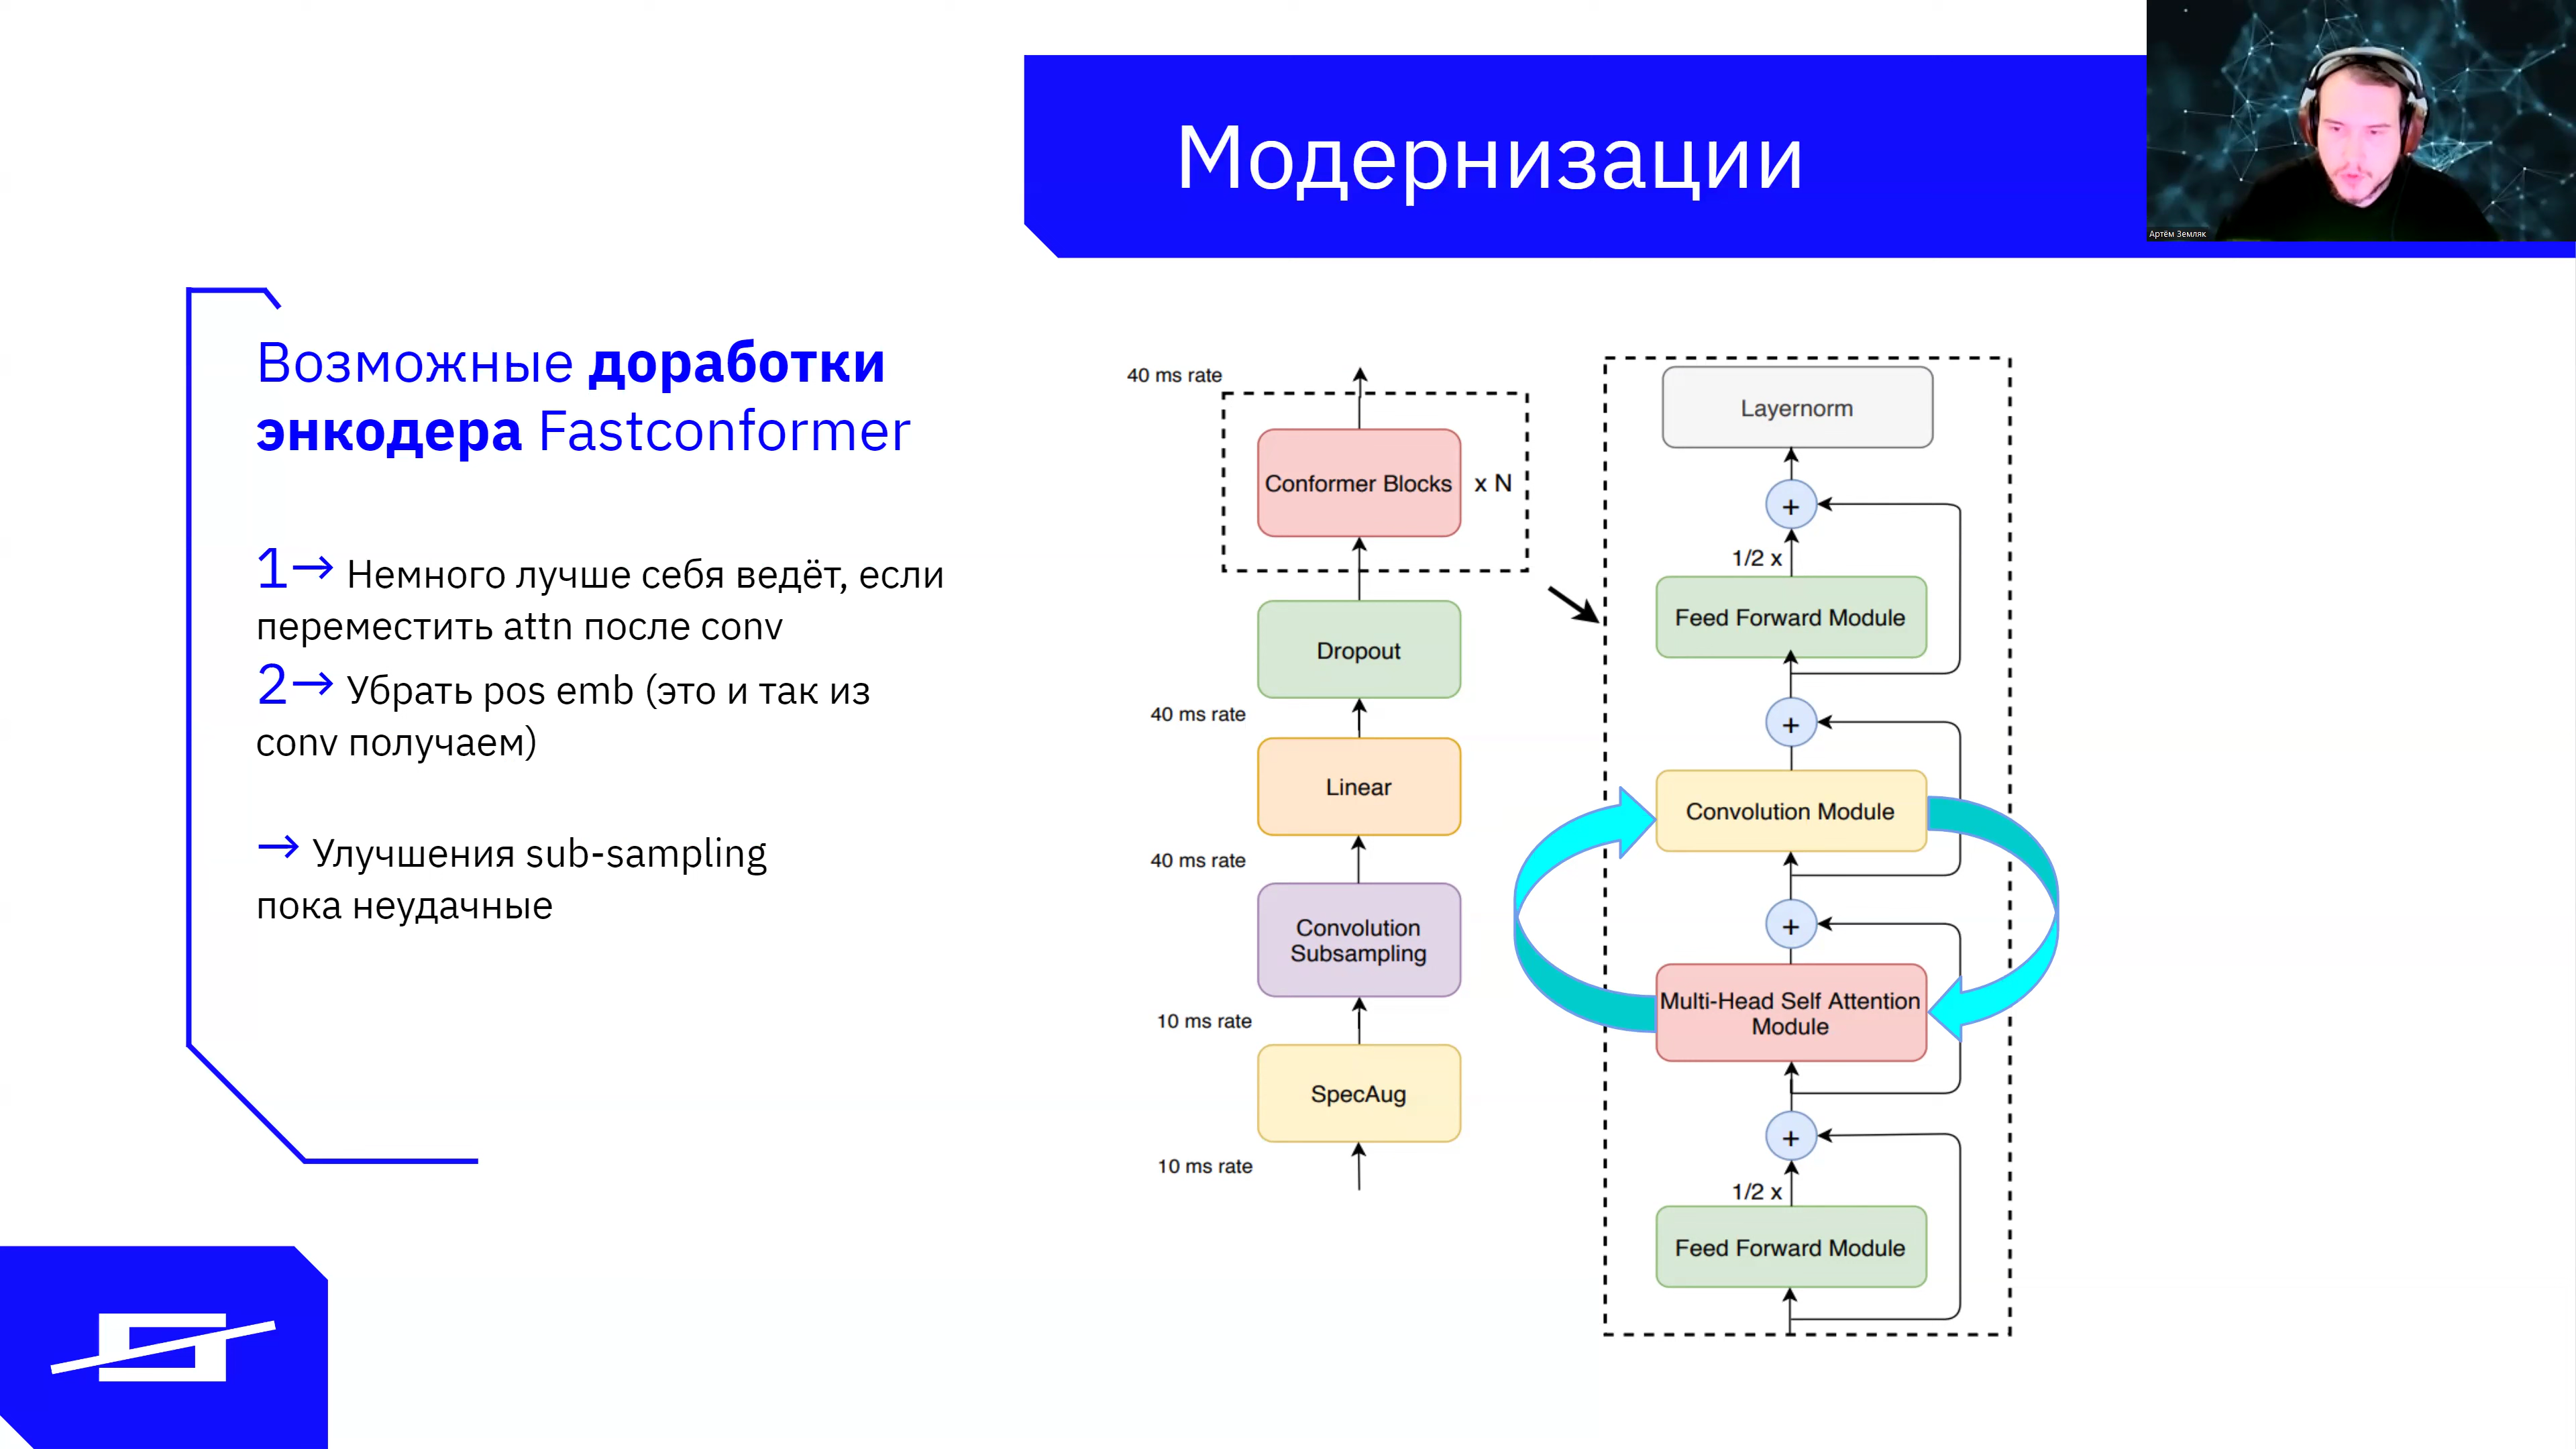 Модернизации
Артём Земляк
Возможные доработки
энкодера Fastconformer
1→ Немного лучше себя ведёт, если
переместить attn после conv
2→ Убрать pos emb (это и так из
conv получаем)
→ Улучшения sub-sampling
пока неудачные
40 ms rate
Conformer Blocks
x N
Dropout
40 ms rate
Linear
40 ms rate
Convolution
Subsampling
10 ms rate
SpecAug
10 ms rate
Layernorm
+
1/2 x
Feed Forward Module
+
Convolution Module
+
Multi-Head Self Attention
Module
+
1/2 x
Feed Forward Module